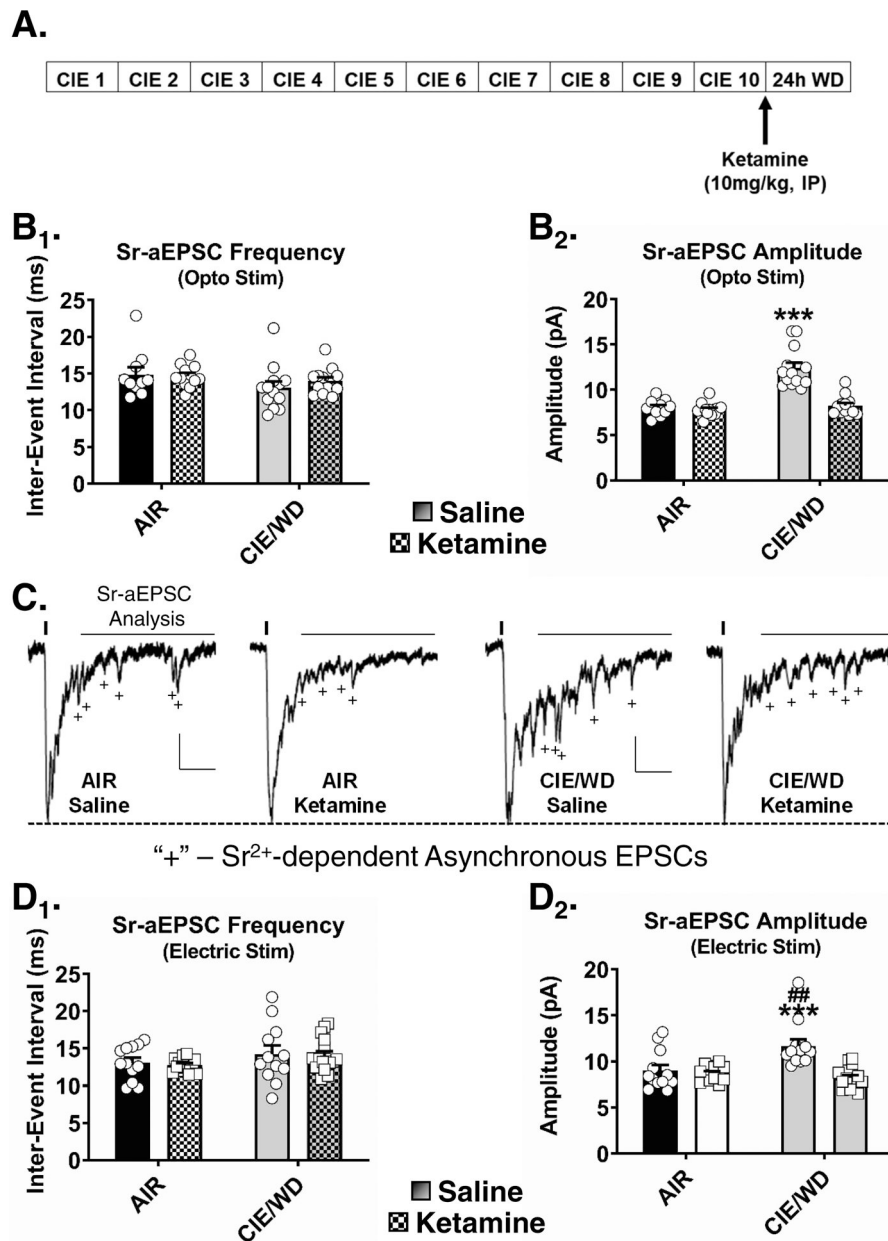 A.
CIE 1 CIE 2 CIE 3 CIE 4 CIE 5 CIE 6 CIE 7 CIE 8 CIE 9 CIE 10 24h WD
Ketamine
(10mg/kg, IP)
B1.
Sr-aEPSC Frequency
(Opto Stim)
Inter-Event Interval (ms)
25
20
15
10
5
0
AIR
CIE/WD
B2.
Sr-aEPSC Amplitude
(Opto Stim)
Amplitude (pA)
20
15
10
5
0
***
AIR
CIE/WD
Saline
Ketamine
C.
Sr-aEPSC
Analysis
+ + + + + +
+ + + +
+ + + + +
+ + + + + +
AIR
Saline
AIR
Ketamine
CIE/WD
Saline
CIE/WD
Ketamine
“+” – Sr²⁺-dependent Asynchronous EPSCs
D1.
Sr-aEPSC Frequency
(Electric Stim)
Inter-Event Interval (ms)
25
20
15
10
5
0
AIR
CIE/WD
D2.
Sr-aEPSC Amplitude
(Electric Stim)
Amplitude (pA)
20
15
10
5
0
##
***
AIR
CIE/WD
Saline
Ketamine